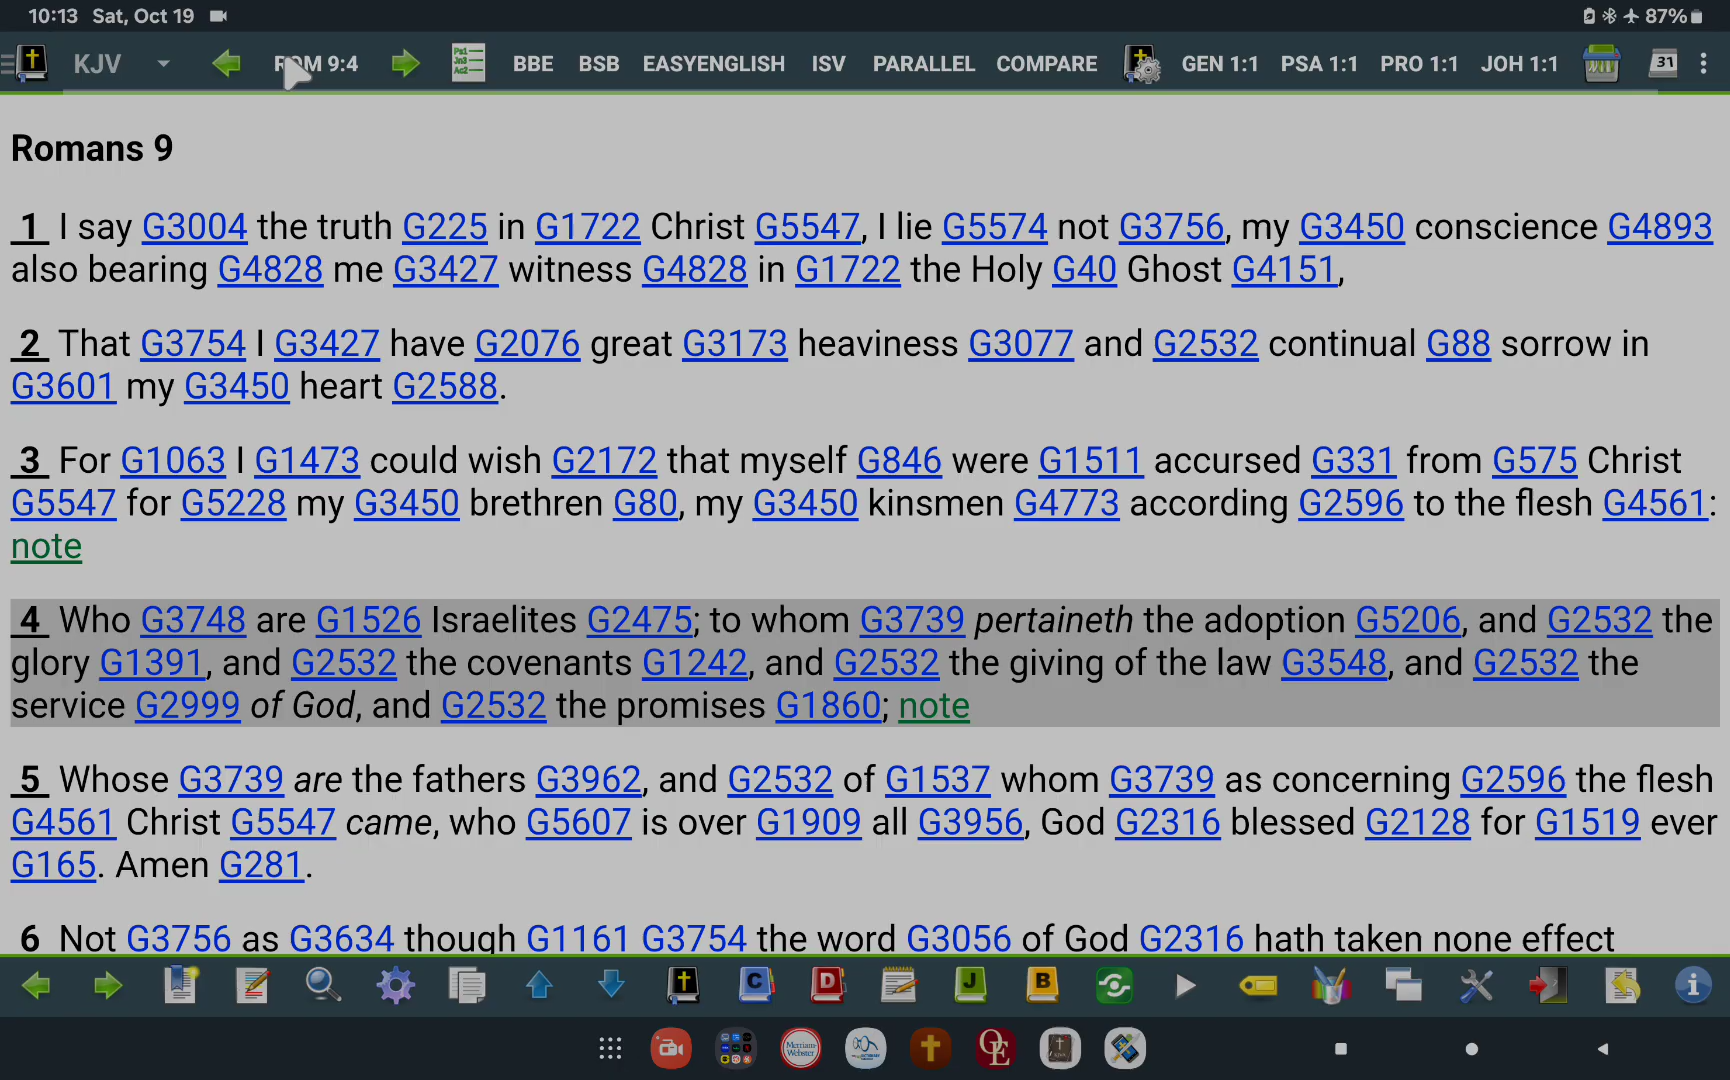 10:13 Sat, Oct 19 87%
KJV ROM 9:4 BBE BSB EASYENGLISH ISV PARALLEL COMPARE GEN 1:1 PSA 1:1 PRO 1:1 JOH 1:1 31
Romans 9
1 I say G3004 the truth G225 in G1722 Christ G5547, I lie G5574 not G3756, my G3450 conscience G4893
also bearing G4828 me G3427 witness G4828 in G1722 the Holy G40 Ghost G4151,
2 That G3754 I G3427 have G2076 great G3173 heaviness G3077 and G2532 continual G88 sorrow in
G3601 my G3450 heart G2588.
3 For G1063 I G1473 could wish G2172 that myself G846 were G1511 accursed G331 from G575 Christ
G5547 for G5228 my G3450 brethren G80, my G3450 kinsmen G4773 according G2596 to the flesh G4561:
note
4 Who G3748 are G1526 Israelites G2475; to whom G3739 pertaineth the adoption G5206, and G2532 the
glory G1391, and G2532 the covenants G1242, and G2532 the giving of the law G3548, and G2532 the
service G2999 of God, and G2532 the promises G1860; note
5 Whose G3739 are the fathers G3962, and G2532 of G1537 whom G3739 as concerning G2596 the flesh
G4561 Christ G5547 came, who G5607 is over G1909 all G3956, God G2316 blessed G2128 for G1519 ever
G165. Amen G281.
6 Not G3756 as G3634 though G1161 G3754 the word G3056 of God G2316 hath taken none effect
C D J B i
Merriam-Webster OE